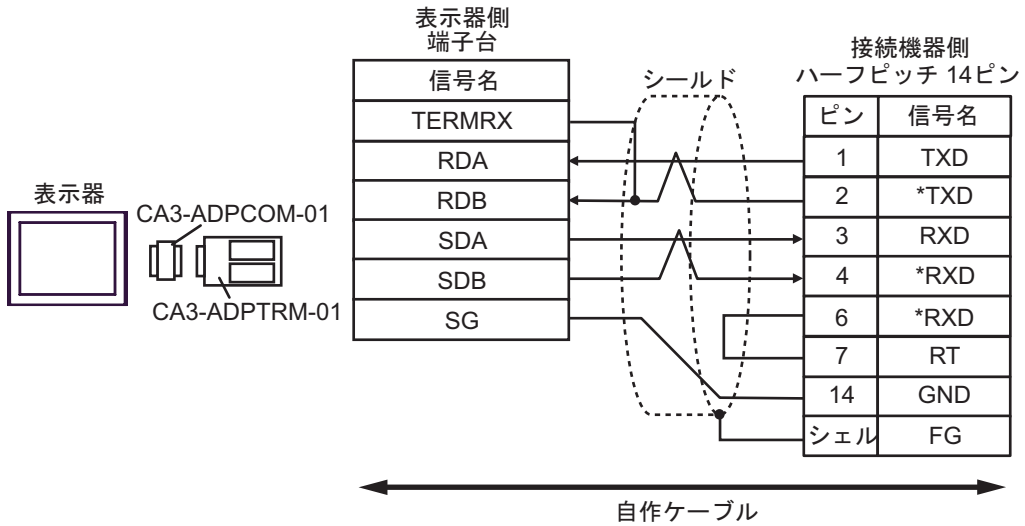 表示器側
端子台
信号名
TERMRX
RDA
RDB
SDA
SDB
SG
シールド
接続機器側
ハーフピッチ 14ピン
ピン 信号名
1 TXD
2 *TXD
3 RXD
4 *RXD
6 *RXD
7 RT
14 GND
シェル FG
表示器
CA3-ADPCOM-01
CA3-ADPTRM-01
自作ケーブル